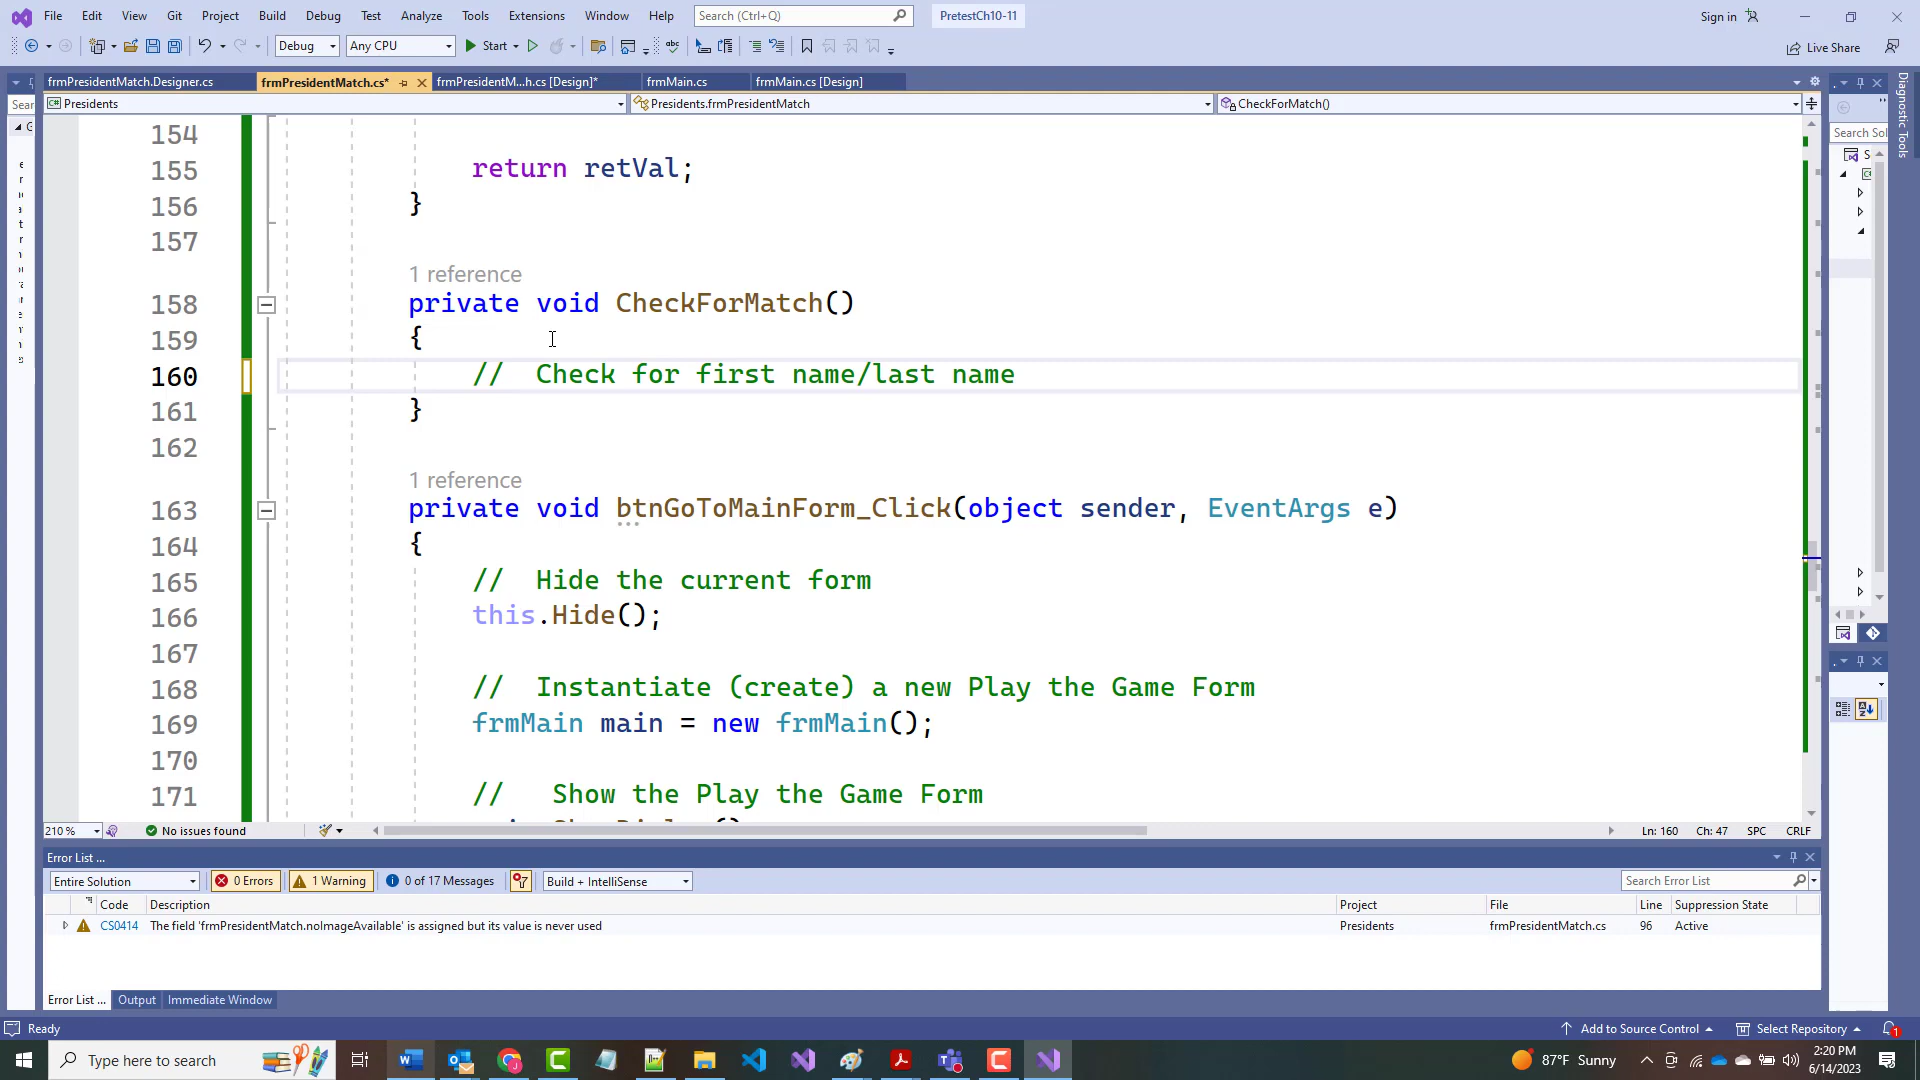 File Edit View Git Project Build Debug Test Analyze Tools Extensions Window Help Search (Ctrl+Q) PretestCh10-11 Sign in
Debug Any CPU Start Live Share
frmPresidentMatch.Designer.cs frmPresidentMatch.cs* frmPresidentM...h.cs [Design]* frmMain.cs frmMain.cs [Design]
Presidents Presidents.frmPresidentMatch CheckForMatch()
154
155 return retVal;
156 }
157
1 reference
158 private void CheckForMatch()
159 {
160 //  Check for first name/last name
161 }
162
1 reference
163 private void btnGoToMainForm_Click(object sender, EventArgs e)
164 {
165 //  Hide the current form
166 this.Hide();
167
168 //  Instantiate (create) a new Play the Game Form
169 frmMain main = new frmMain();
170
171 //   Show the Play the Game Form
210 % No issues found Ln: 160 Ch: 47 SPC CRLF
Error List ...
Entire Solution 0 Errors 1 Warning 0 of 17 Messages Build + IntelliSense Search Error List
Code Description Project File Line Suppression State
CS0414 The field 'frmPresidentMatch.noImageAvailable' is assigned but its value is never used Presidents frmPresidentMatch.cs 96 Active
Error List ... Output Immediate Window
Ready Add to Source Control Select Repository 1
Type here to search 87°F Sunny 2:20 PM
6/14/2023
Search Sol
Diagnostic Tools